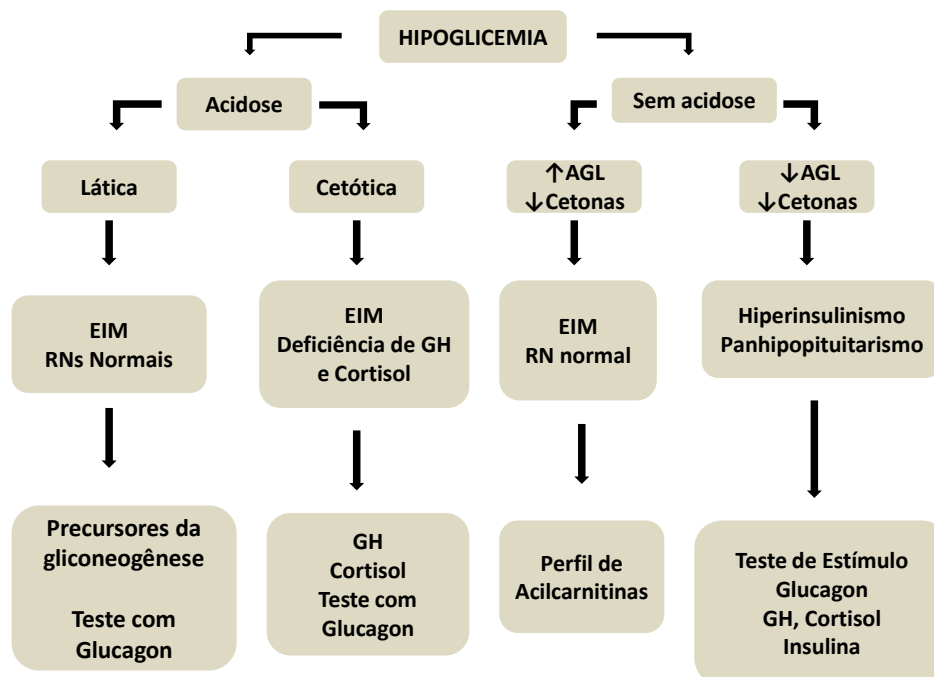 HIPOGLICEMIA
Acidose
Sem acidose
Lática
Cetótica
↑AGL
↓Cetonas
↓AGL
↓Cetonas
EIM
RNs Normais
EIM
Deficiência de GH
e Cortisol
EIM
RN normal
Hiperinsulinismo
Panhipopituitarismo
Precursores da
gliconeogênese
Teste com
Glucagon
GH
Cortisol
Teste com
Glucagon
Perfil de
Acilcarnitinas
Teste de Estímulo
Glucagon
GH, Cortisol
Insulina